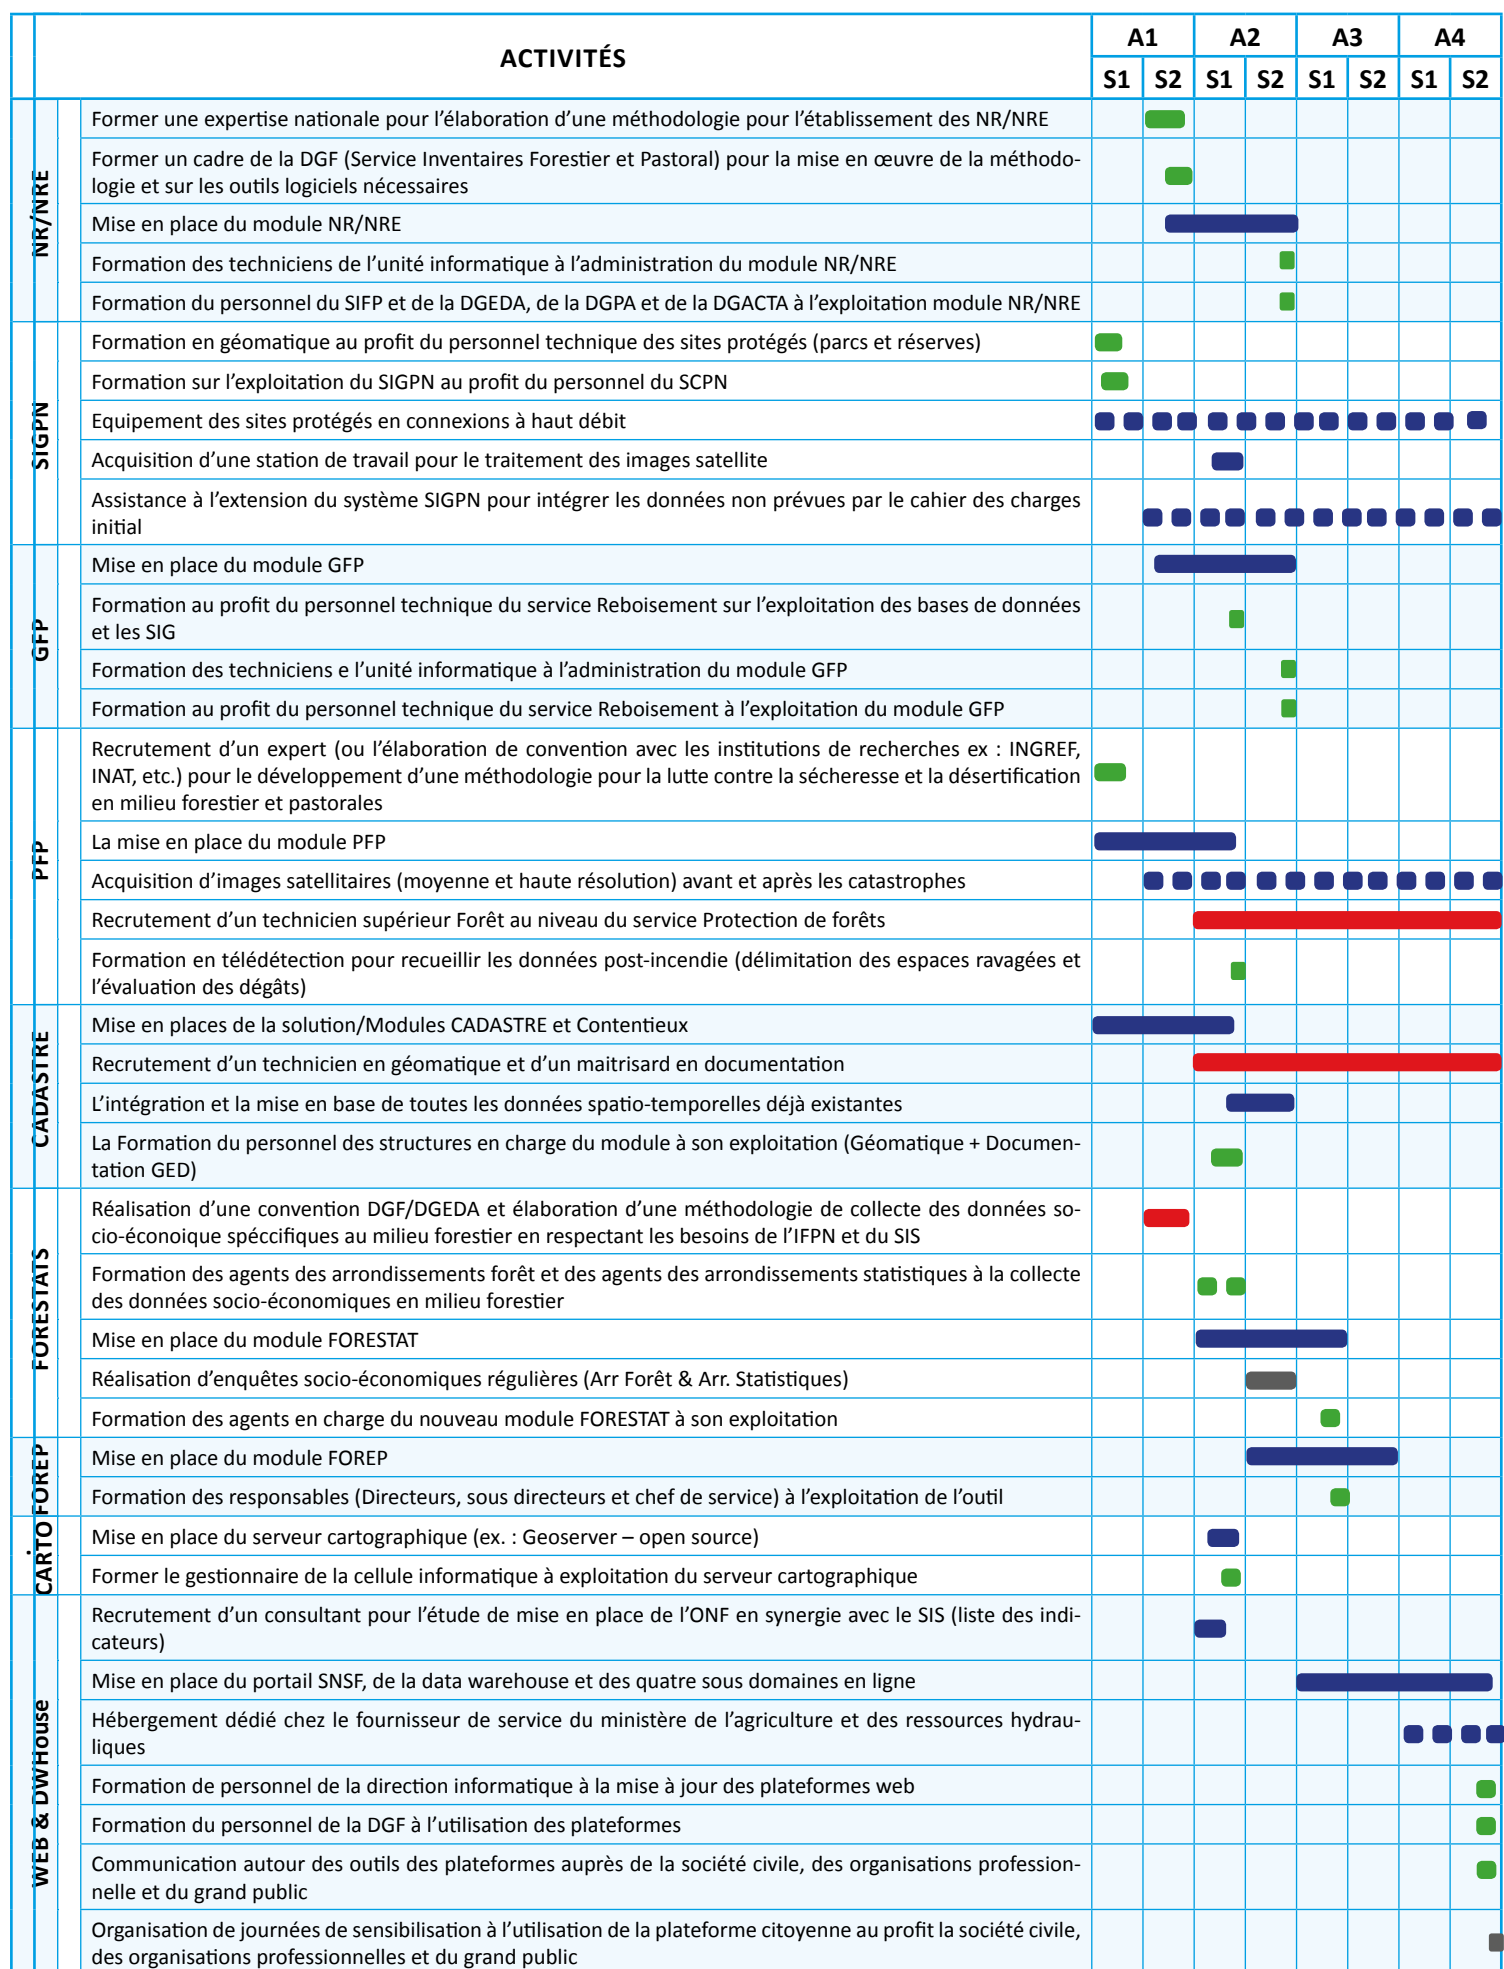 ACTIVITÉS
A1 A2 A3 A4
S1 S2 S1 S2 S1 S2 S1 S2
NR/NRE
Former une expertise nationale pour l’élaboration d’une méthodologie pour l’établissement des NR/NRE
Former un cadre de la DGF (Service Inventaires Forestier et Pastoral) pour la mise en œuvre de la méthodo-
logie et sur les outils logiciels nécessaires
Mise en place du module NR/NRE
Formation des techniciens de l’unité informatique à l’administration du module NR/NRE
Formation du personnel du SIFP et de la DGEDA, de la DGPA et de la DGACTA à l’exploitation module NR/NRE
SIGPN
Formation en géomatique au profit du personnel technique des sites protégés (parcs et réserves)
Formation sur l’exploitation du SIGPN au profit du personnel du SCPN
Equipement des sites protégés en connexions à haut débit
Acquisition d’une station de travail pour le traitement des images satellite
Assistance à l’extension du système SIGPN pour intégrer les données non prévues par le cahier des charges
initial
GFP
Mise en place du module GFP
Formation au profit du personnel technique du service Reboisement sur l’exploitation des bases de données
et les SIG
Formation des techniciens e l’unité informatique à l’administration du module GFP
Formation au profit du personnel technique du service Reboisement à l’exploitation du module GFP
PFP
Recrutement d’un expert (ou l’élaboration de convention avec les institutions de recherches ex : INGREF,
INAT, etc.) pour le développement d’une méthodologie pour la lutte contre la sécheresse et la désertification
en milieu forestier et pastorales
La mise en place du module PFP
Acquisition d’images satellitaires (moyenne et haute résolution) avant et après les catastrophes
Recrutement d’un technicien supérieur Forêt au niveau du service Protection de forêts
Formation en télédétection pour recueillir les données post-incendie (délimitation des espaces ravagées et
l’évaluation des dégâts)
CADASTRE
Mise en places de la solution/Modules CADASTRE et Contentieux
Recrutement d’un technicien en géomatique et d’un maitrisard en documentation
L’intégration et la mise en base de toutes les données spatio-temporelles déjà existantes
La Formation du personnel des structures en charge du module à son exploitation (Géomatique + Documen-
tation GED)
FORESTATS
Réalisation d’une convention DGF/DGEDA et élaboration d’une méthodologie de collecte des données so-
cio-éconoique spéccifiques au milieu forestier en respectant les besoins de l’IFPN et du SIS
Formation des agents des arrondissements forêt et des agents des arrondissements statistiques à la collecte
des données socio-économiques en milieu forestier
Mise en place du module FORESTAT
Réalisation d’enquêtes socio-économiques régulières (Arr Forêt & Arr. Statistiques)
Formation des agents en charge du nouveau module FORESTAT à son exploitation
FOREP
Mise en place du module FOREP
Formation des responsables (Directeurs, sous directeurs et chef de service) à l’exploitation de l’outil
CARTO.
Mise en place du serveur cartographique (ex. : Geoserver – open source)
Former le gestionnaire de la cellule informatique à exploitation du serveur cartographique
WEB & DWHouse
Recrutement d’un consultant pour l’étude de mise en place de l’ONF en synergie avec le SIS (liste des indi-
cateurs)
Mise en place du portail SNSF, de la data warehouse et des quatre sous domaines en ligne
Hébergement dédié chez le fournisseur de service du ministère de l’agriculture et des ressources hydrau-
liques
Formation de personnel de la direction informatique à la mise à jour des plateformes web
Formation du personnel de la DGF à l’utilisation des plateformes
Communication autour des outils des plateformes auprès de la société civile, des organisations profession-
nelle et du grand public
Organisation de journées de sensibilisation à l’utilisation de la plateforme citoyenne au profit la société civile,
des organisations professionnelles et du grand public